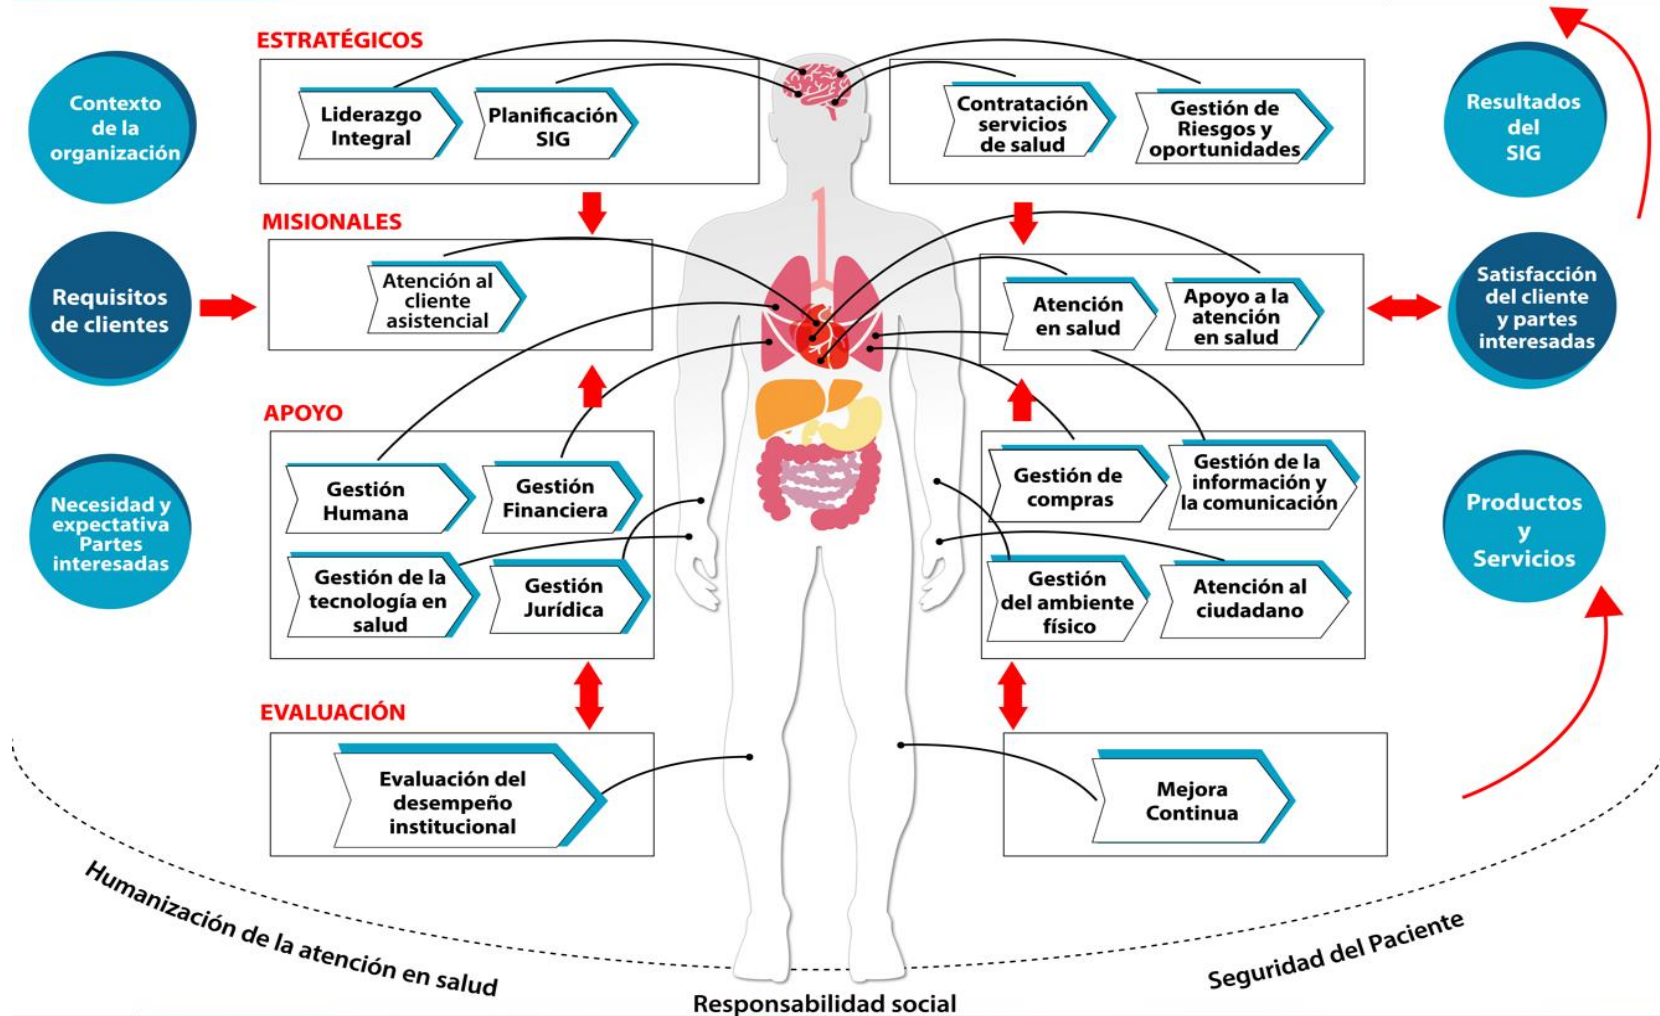 ESTRATÉGICOS
Contexto
de la
organización
Liderazgo
Integral
Planificación
SIG
Contratación
servicios
de salud
Gestión de
Riesgos y
oportunidades
Resultados
del
SIG
MISIONALES
Requisitos
de clientes
Atención al
cliente
asistencial
Atención
en salud
Apoyo a la
atención
en salud
Satisfacción
del cliente
y partes
interesadas
APOYO
Necesidad y
expectativa
Partes
interesadas
Gestión
Humana
Gestión
Financiera
Gestión de la
tecnología en
salud
Gestión
Jurídica
Gestión de
compras
Gestión de la
información y
la comunicación
Gestión
del ambiente
físico
Atención al
ciudadano
Productos
y
Servicios
EVALUACIÓN
Evaluación del
desempeño
institucional
Mejora
Continua
Humanización de la atención en salud
Responsabilidad social
Seguridad del Paciente